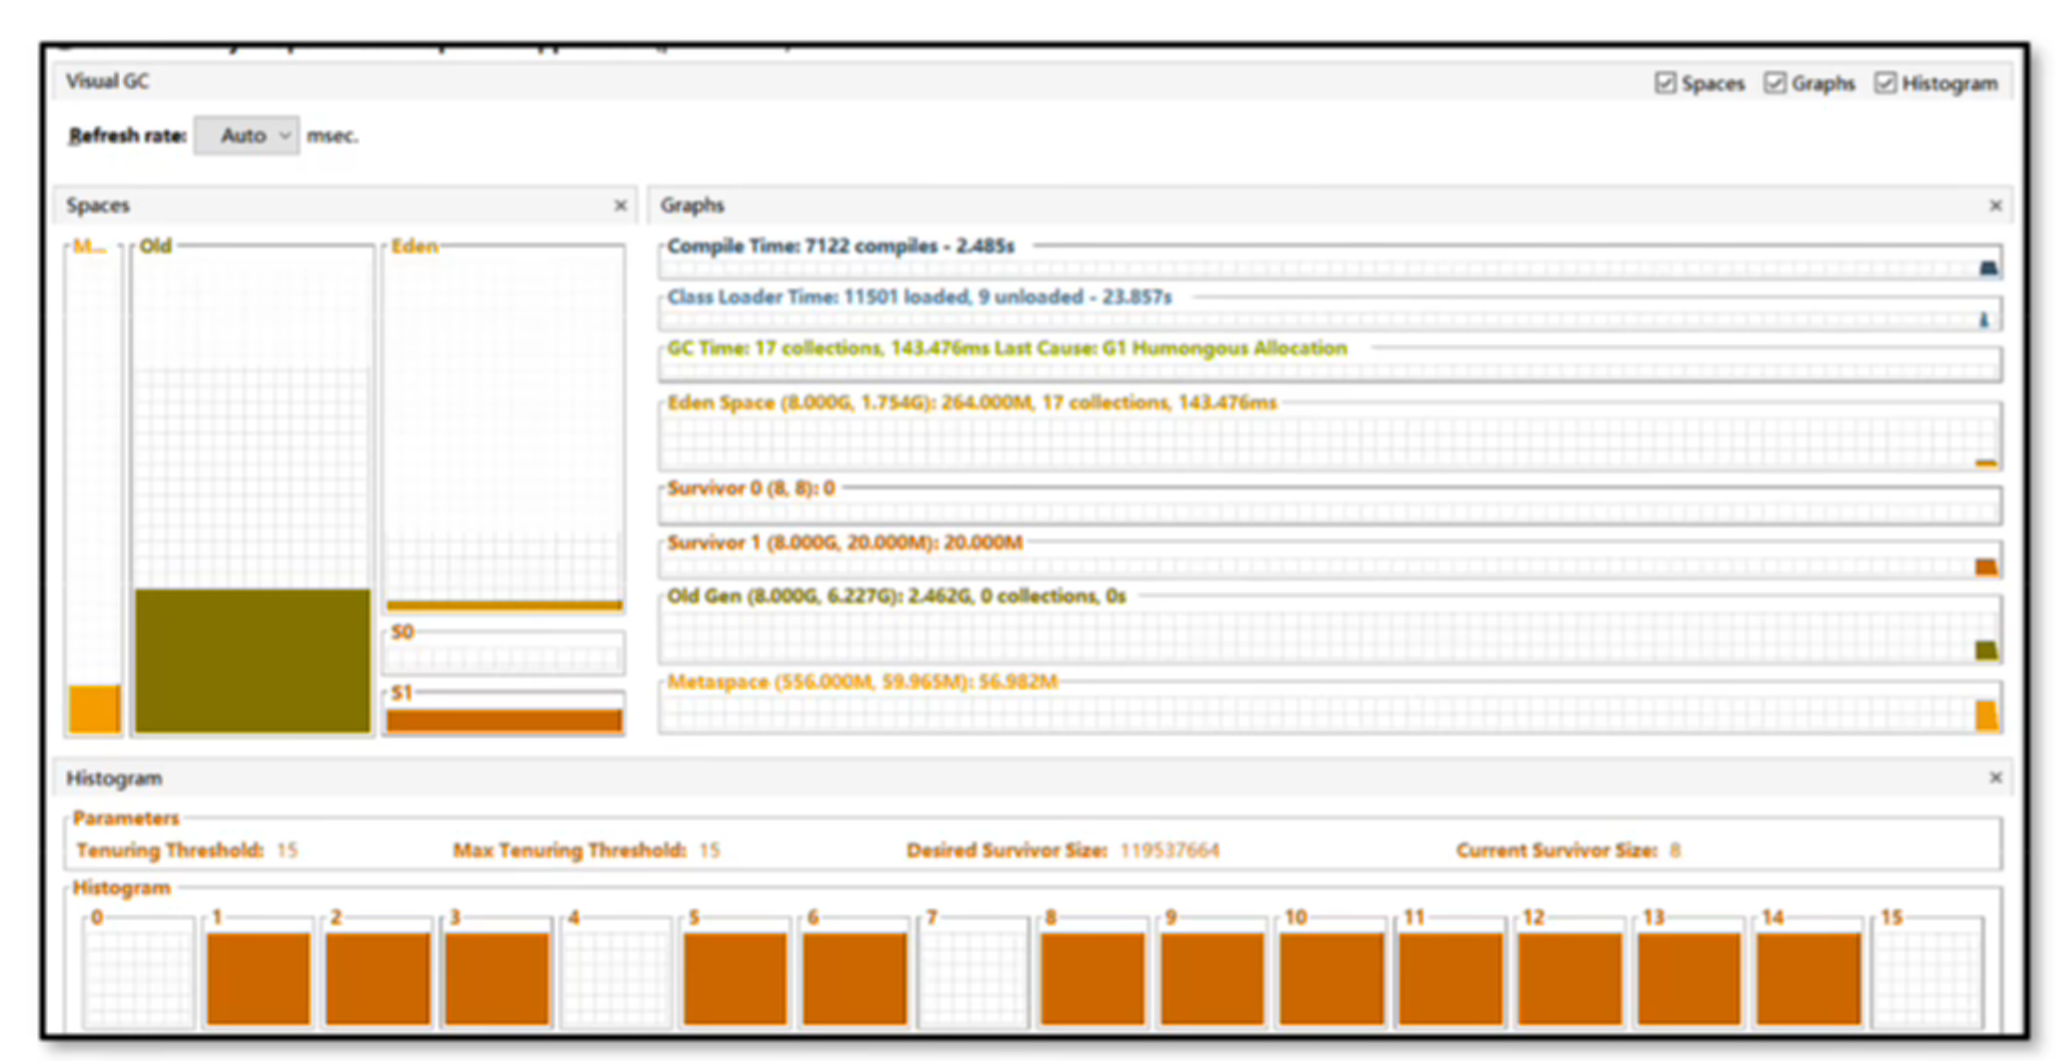 Visual GC
Spaces Graphs Histogram
Refresh rate: Auto msec.
Spaces
Graphs
M...
Old
Eden
S0
S1
Compile Time: 7122 compiles - 2.485s
Class Loader Time: 11501 loaded, 9 unloaded - 23.857s
GC Time: 17 collections, 143.476ms Last Cause: G1 Humongous Allocation
Eden Space (8.000G, 1.754G): 264.000M, 17 collections, 143.476ms
Survivor 0 (8, 8): 0
Survivor 1 (8.000G, 20.000M): 20.000M
Old Gen (8.000G, 6.227G): 2.462G, 0 collections, 0s
Metaspace (556.000M, 59.965M): 56.982M
Histogram
Parameters
Tenuring Threshold: 15 Max Tenuring Threshold: 15 Desired Survivor Size: 119537664 Current Survivor Size: 8
Histogram
0 1 2 3 4 5 6 7 8 9 10 11 12 13 14 15